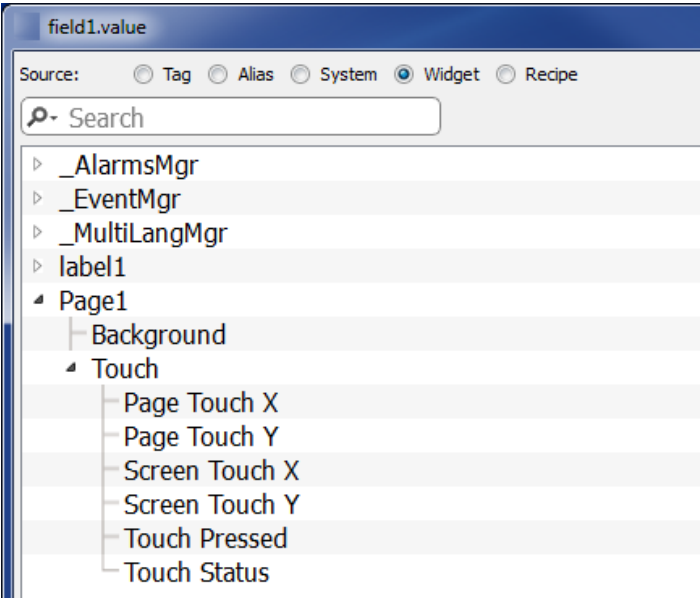 field1.value
Source: Tag Alias System Widget Recipe
Search
_AlarmsMgr
_EventMgr
_MultiLangMgr
label1
Page1
Background
Touch
Page Touch X
Page Touch Y
Screen Touch X
Screen Touch Y
Touch Pressed
Touch Status